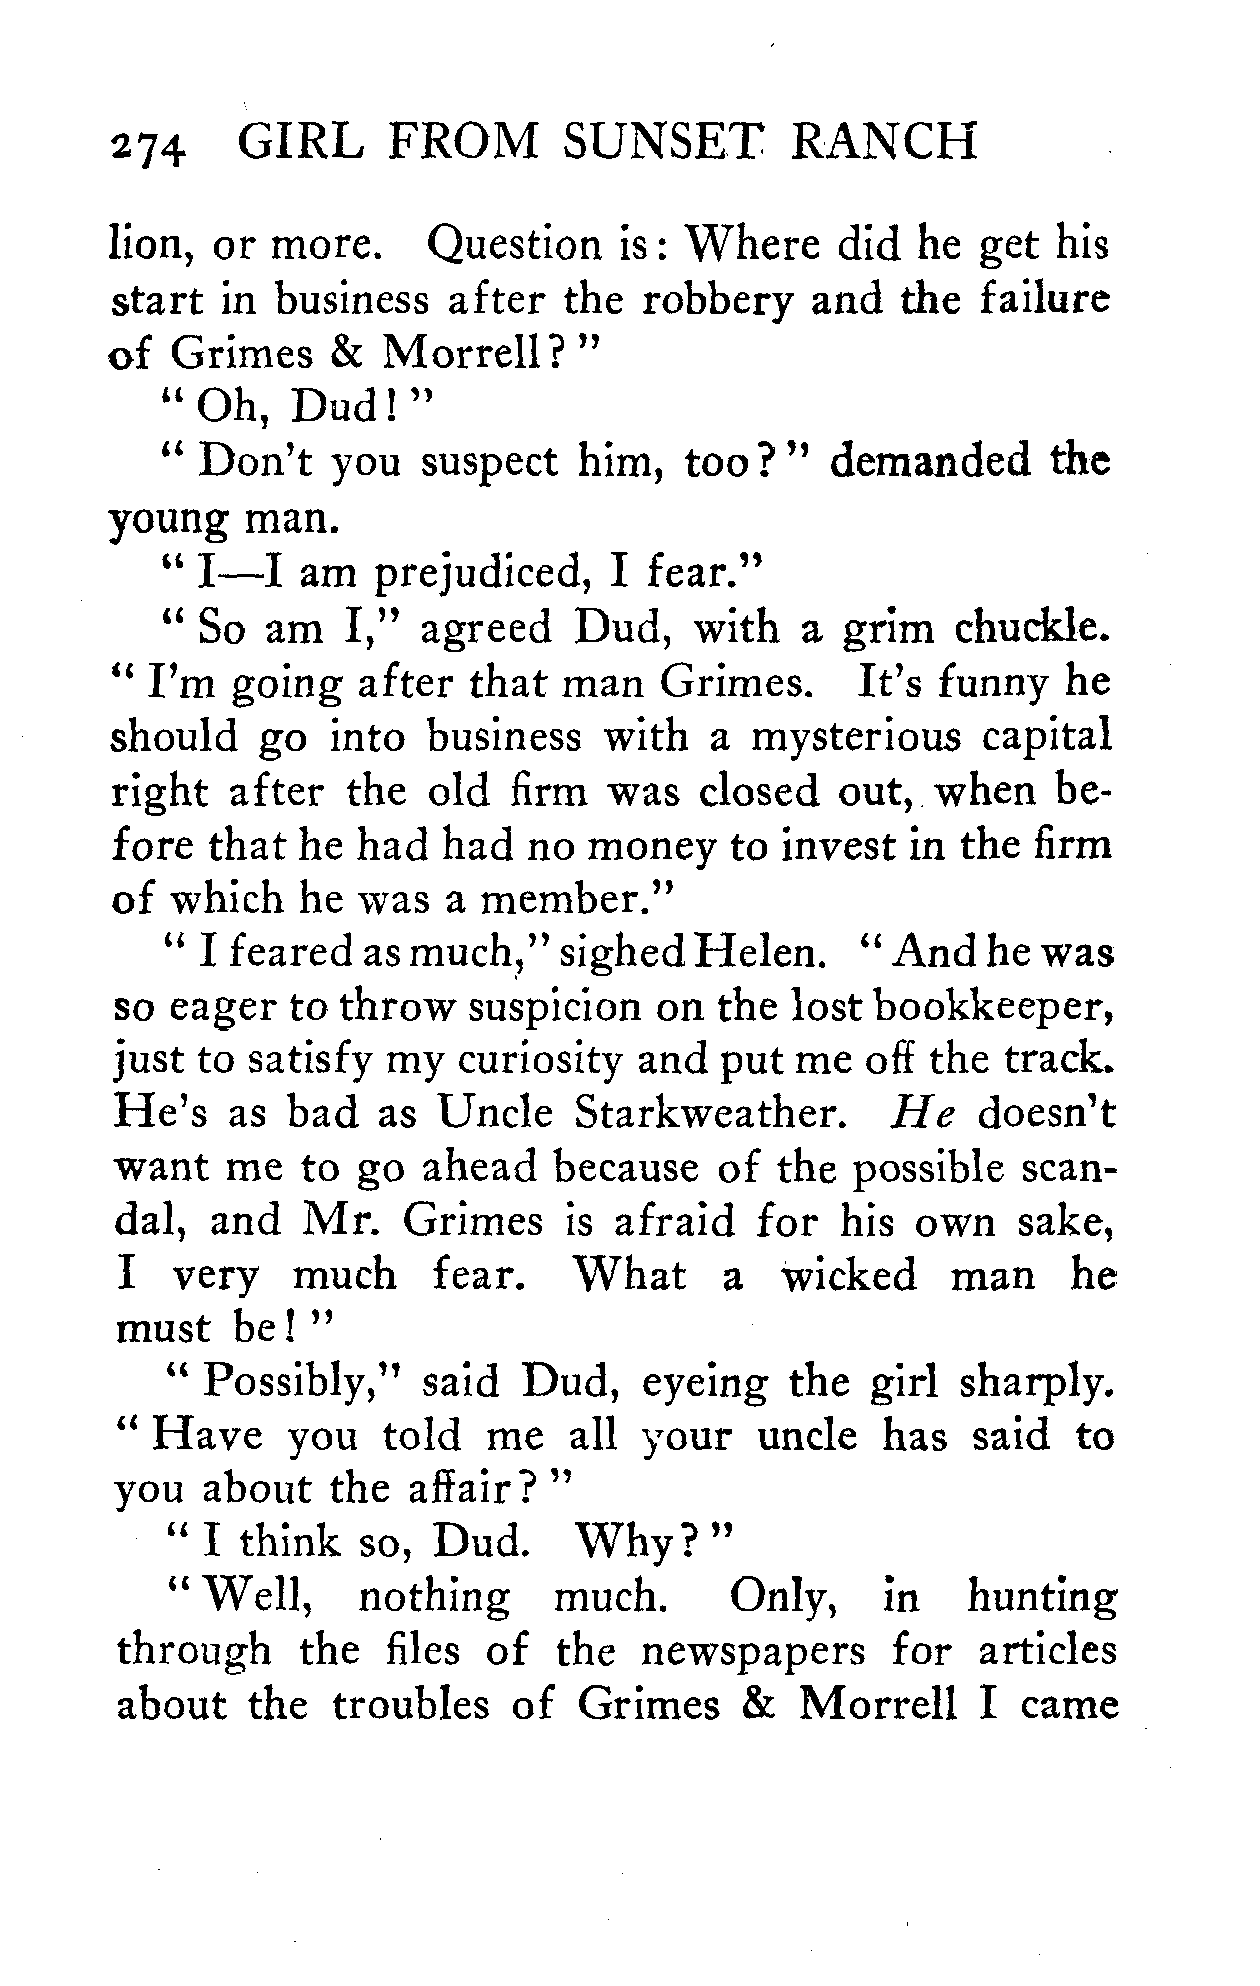 274 GIRL FROM SUNSET RANCH
lion, or more. Question is: Where did he get his
start in business after the robbery and the failure
of Grimes & Morrell?"
" Oh, Dud!"
" Don't you suspect him, too?" demanded the
young man.
" I—I am prejudiced, I fear."
" So am I," agreed Dud, with a grim chuckle.
" I'm going after that man Grimes. It's funny he
should go into business with a mysterious capital
right after the old firm was closed out, when be-
fore that he had had no money to invest in the firm
of which he was a member."
" I feared as much," sighed Helen. " And he was
so eager to throw suspicion on the lost bookkeeper,
just to satisfy my curiosity and put me off the track.
He's as bad as Uncle Starkweather. He doesn't
want me to go ahead because of the possible scan-
dal, and Mr. Grimes is afraid for his own sake,
I very much fear. What a wicked man he
must be!"
" Possibly," said Dud, eyeing the girl sharply.
" Have you told me all your uncle has said to
you about the affair?"
" I think so, Dud. Why?"
" Well, nothing much. Only, in hunting
through the files of the newspapers for articles
about the troubles of Grimes & Morrell I came